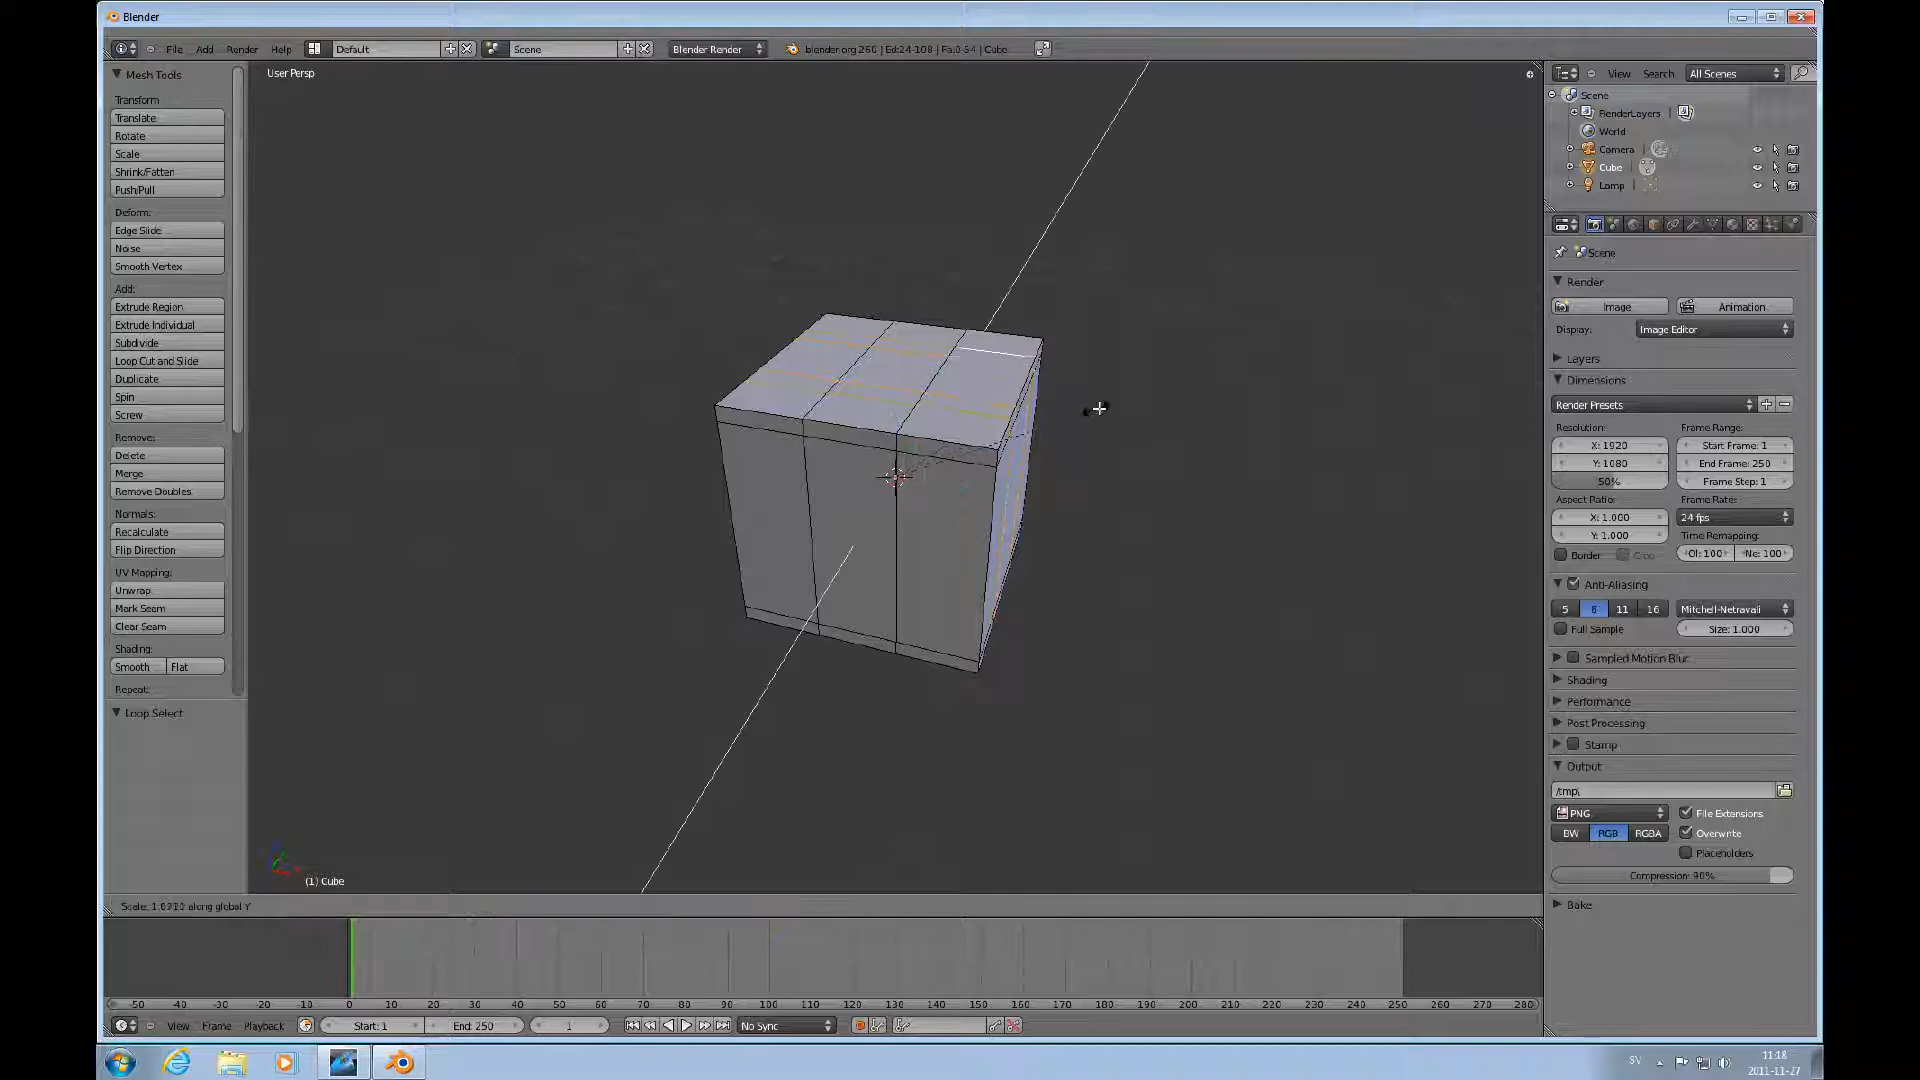 Blender
File Add Render Help Default Scene Blender Render blender.org 260 | Ed:24-108 | Fa:0-54 | Cube
Mesh Tools
Transform
Translate
Rotate
Scale
Shrink/Fatten
Push/Pull
Deform:
Edge Slide
Noise
Smooth Vertex
Add:
Extrude Region
Extrude Individual
Subdivide
Loop Cut and Slide
Duplicate
Spin
Screw
Remove:
Delete
Merge
Remove Doubles
Normals:
Recalculate
Flip Direction
UV Mapping:
Unwrap
Mark Seam
Clear Seam
Shading:
Smooth Flat
Repeat:
Loop Select
User Persp
(1) Cube
View Search All Scenes
Scene
RenderLayers
World
Camera
Cube
Lamp
Scene
Render
Image Animation
Display: Image Editor
Layers
Dimensions
Render Presets
Resolution: Frame Range:
X: 1920 Start Frame: 1
Y: 1080 End Frame: 250
50% Frame Step: 1
Aspect Ratio: Frame Rate:
X: 1.000 24 fps
Y: 1.000 Time Remapping:
Border Crop Ol: 100 Ne: 100
Anti-Aliasing
5 8 11 16 Mitchell-Netravali
Full Sample Size: 1.000
Sampled Motion Blur
Shading
Performance
Post Processing
Stamp
Output
/tmp\
PNG File Extensions
BW RGB RGBA Overwrite
Placeholders
Compression: 90%
Bake
along global Y
-50 -40 -30 -20 -10 0 10 20 30 40 50 60 70 80 90 100 110 120 130 140 150 160 170 180 190 200 210 220 230 240 250 260 270 280
View Frame Playback Start: 1 End: 250 1 No Sync
SV 11:18
2011-11-27